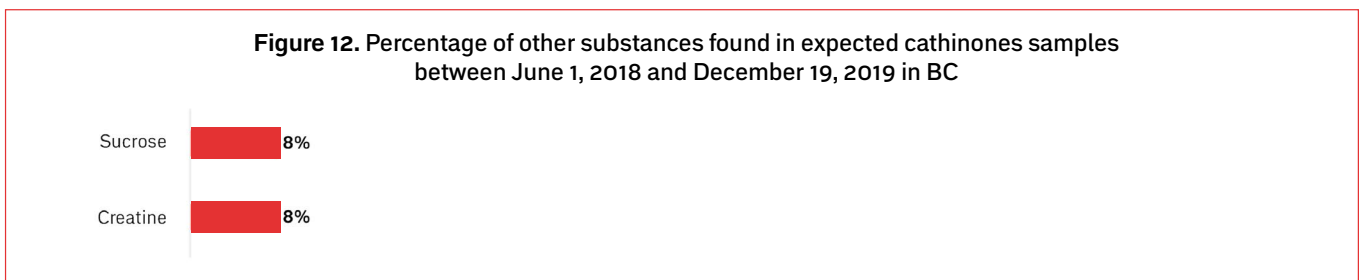 Figure 12. Percentage of other substances found in expected cathinones samples
between June 1, 2018 and December 19, 2019 in BC
Sucrose 8%
Creatine 8%